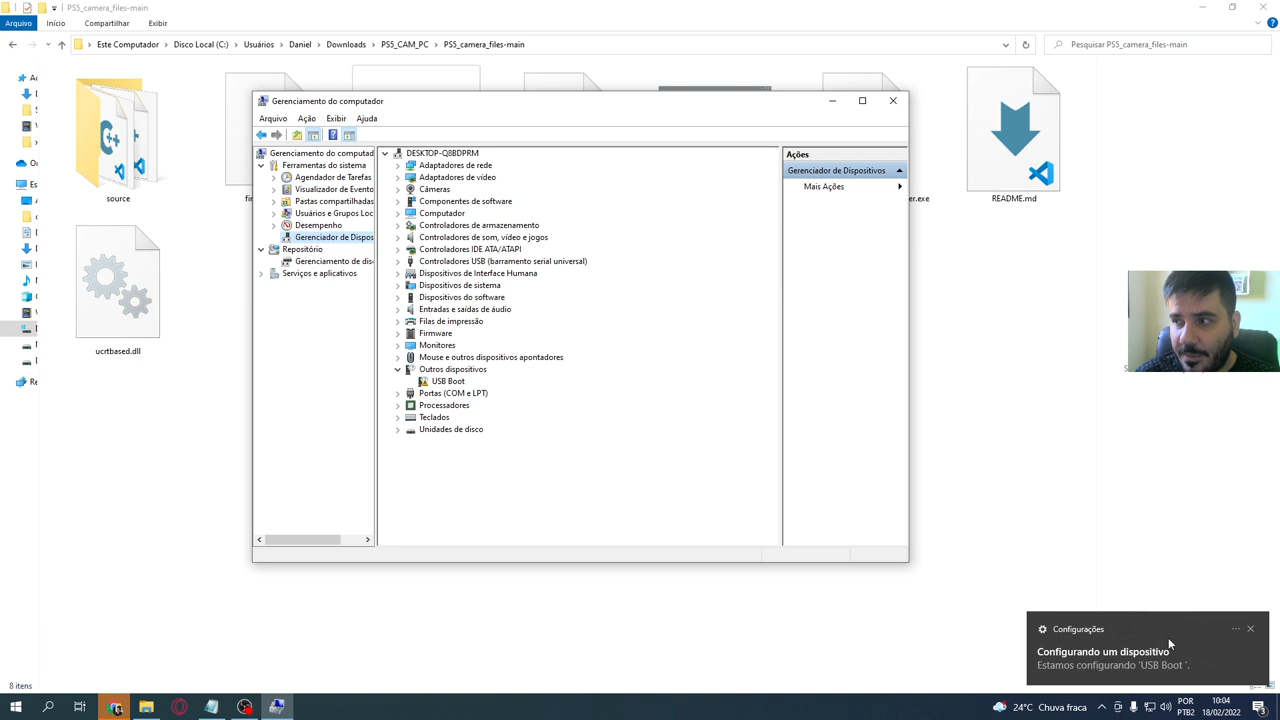 PS5_camera_files-main
Arquivo Início Compartilhar Exibir
Este Computador > Disco Local (C:) > Usuários > Daniel > Downloads > PS5_CAM_PC > PS5_camera_files-main
Pesquisar PS5_camera_files-main
source
README.md
ucrtbased.dll
Gerenciamento do computador
Arquivo Ação Exibir Ajuda
Gerenciamento do computad
Ferramentas do sistema
Agendador de Tarefas
Visualizador de Evento
Pastas compartilhadas
Usuários e Grupos Loc
Desempenho
Gerenciador de Dispos
Repositório
Gerenciamento de dis
Serviços e aplicativos
DESKTOP-Q8BDPRM
Adaptadores de rede
Adaptadores de vídeo
Câmeras
Componentes de software
Computador
Controladores de armazenamento
Controladores de som, vídeo e jogos
Controladores IDE ATA/ATAPI
Controladores USB (barramento serial universal)
Dispositivos de Interface Humana
Dispositivos de sistema
Dispositivos do software
Entradas e saídas de áudio
Filas de impressão
Firmware
Monitores
Mouse e outros dispositivos apontadores
Outros dispositivos
USB Boot
Portas (COM e LPT)
Processadores
Teclados
Unidades de disco
Ações
Gerenciador de Dispositivos
Mais Ações
Configurações
Configurando um dispositivo
Estamos configurando 'USB Boot '.
8 itens
24°C Chuva fraca
POR
PTB2
10:04
18/02/2022